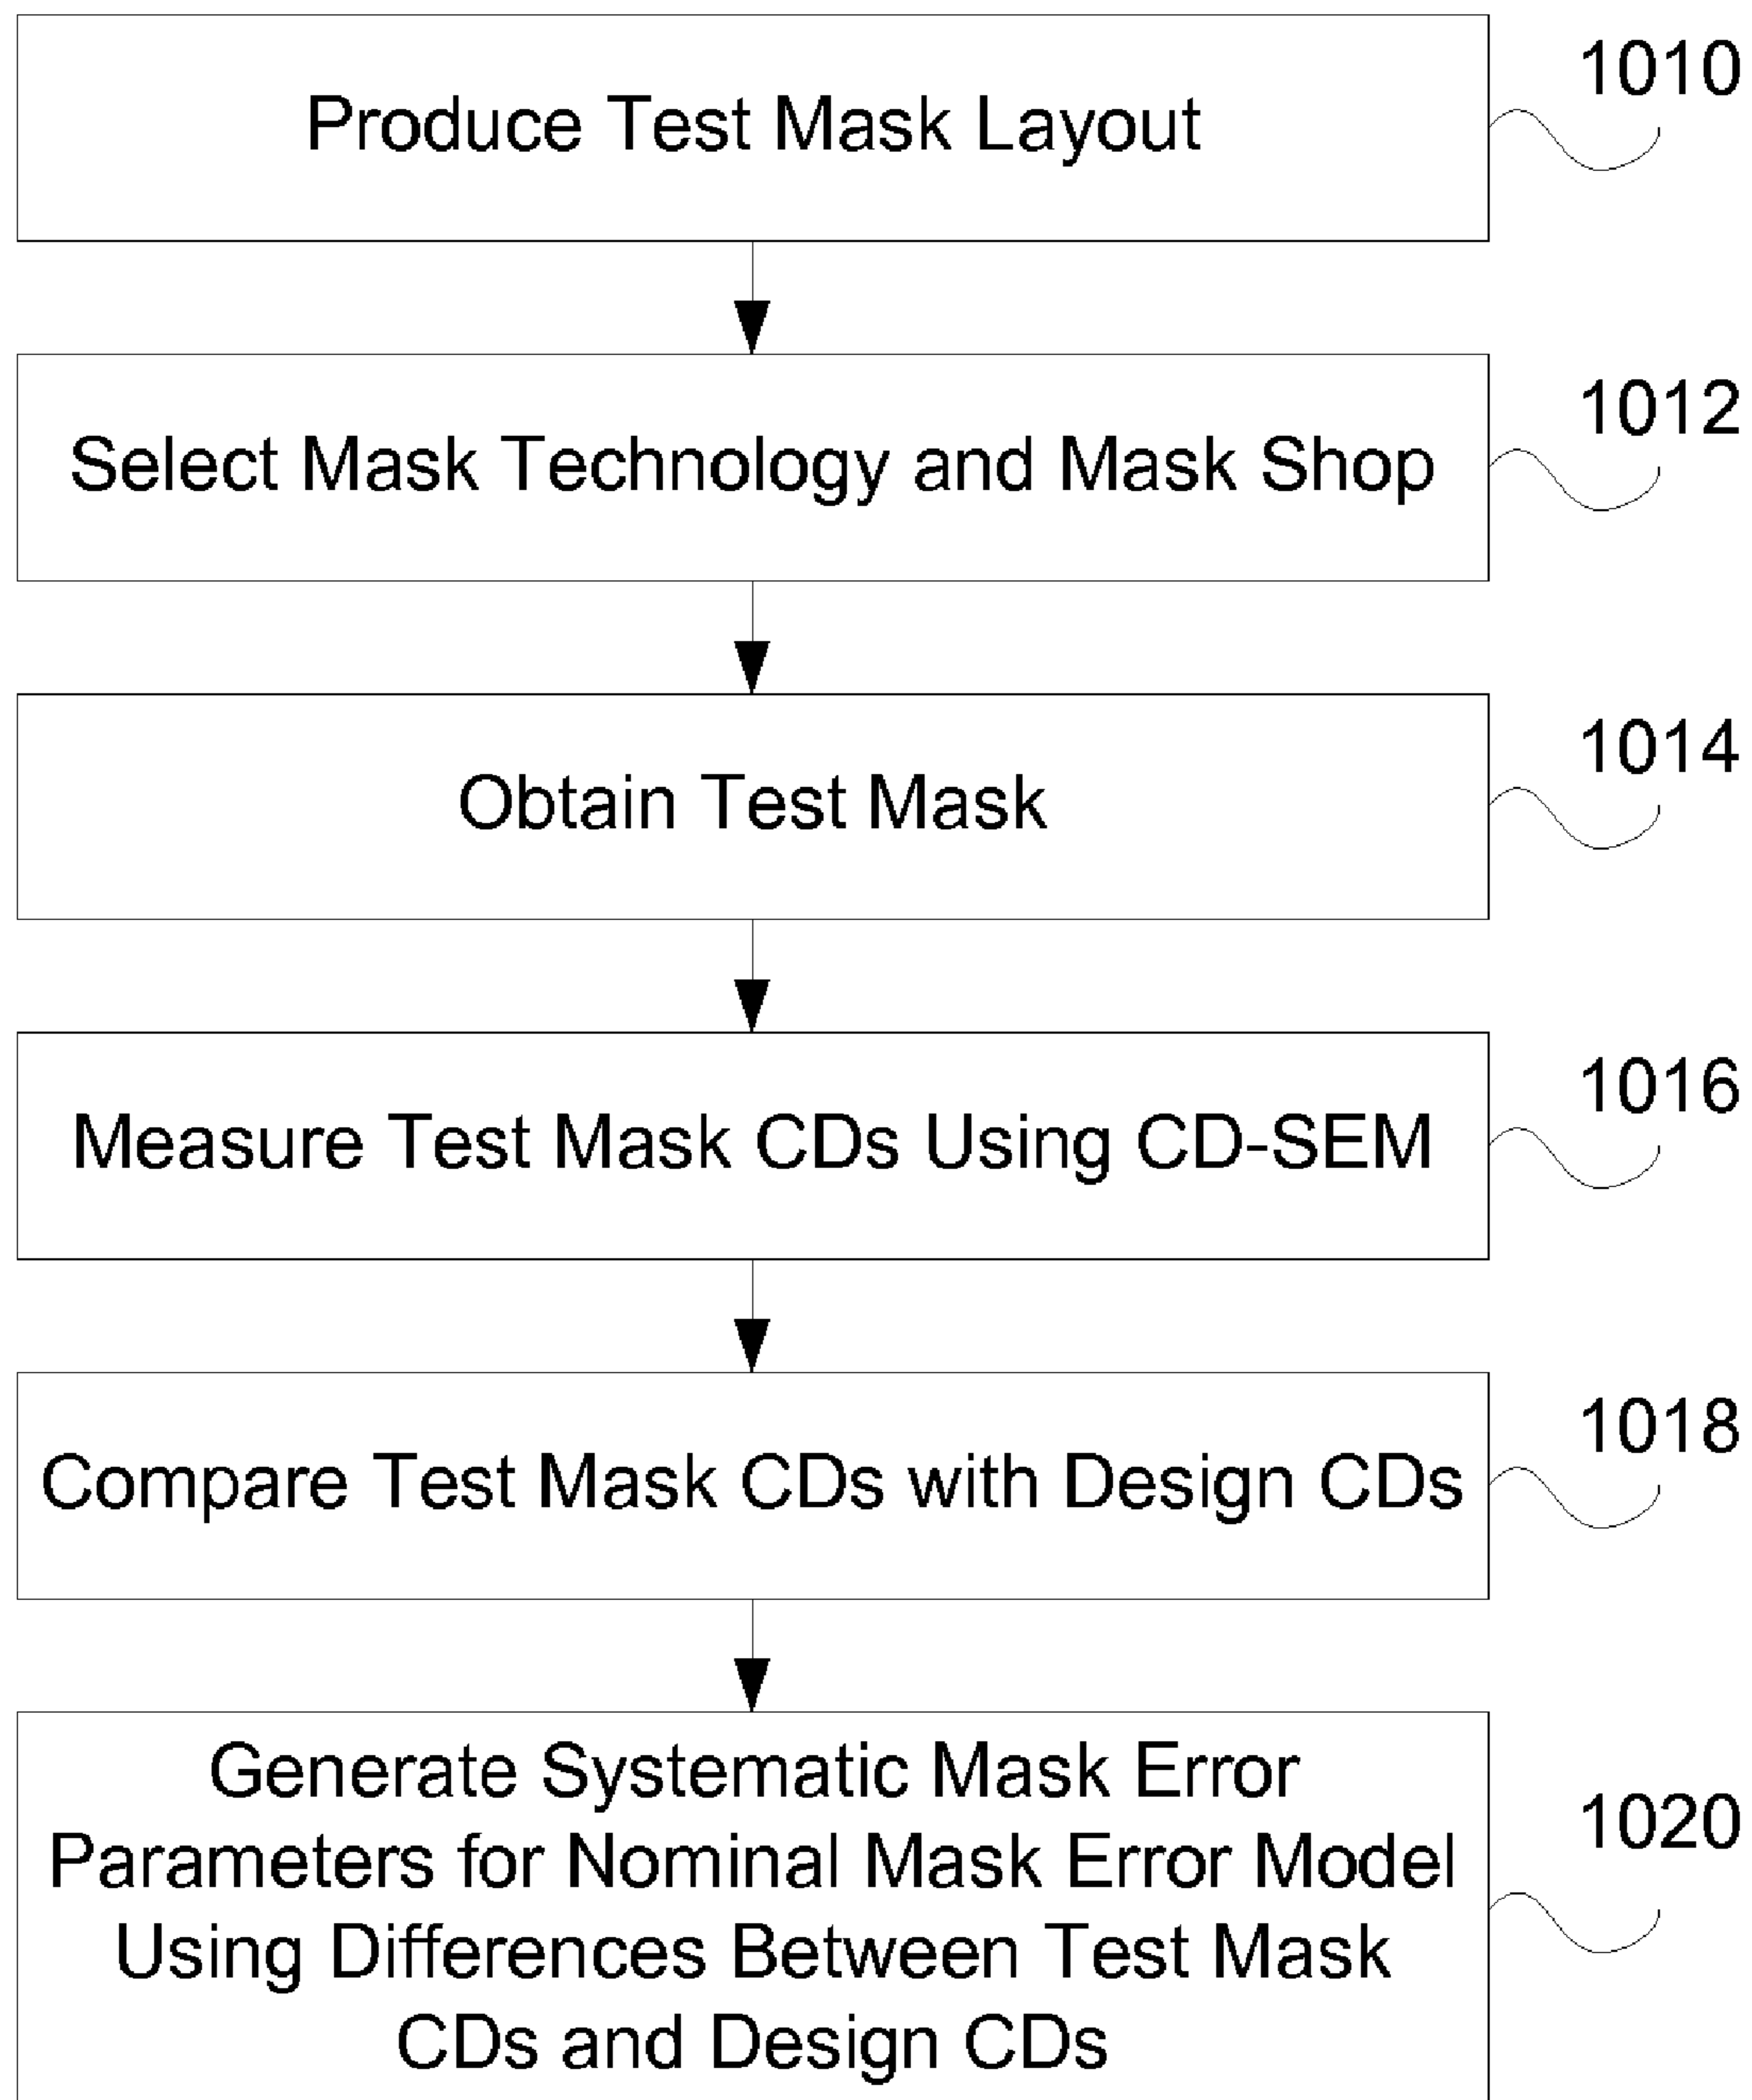 Produce Test Mask Layout
1010
Select Mask Technology and Mask Shop
1012
Obtain Test Mask
1014
Measure Test Mask CDs Using CD-SEM
1016
Compare Test Mask CDs with Design CDs
1018
Generate Systematic Mask Error
Parameters for Nominal Mask Error Model
Using Differences Between Test Mask
CDs and Design CDs
1020